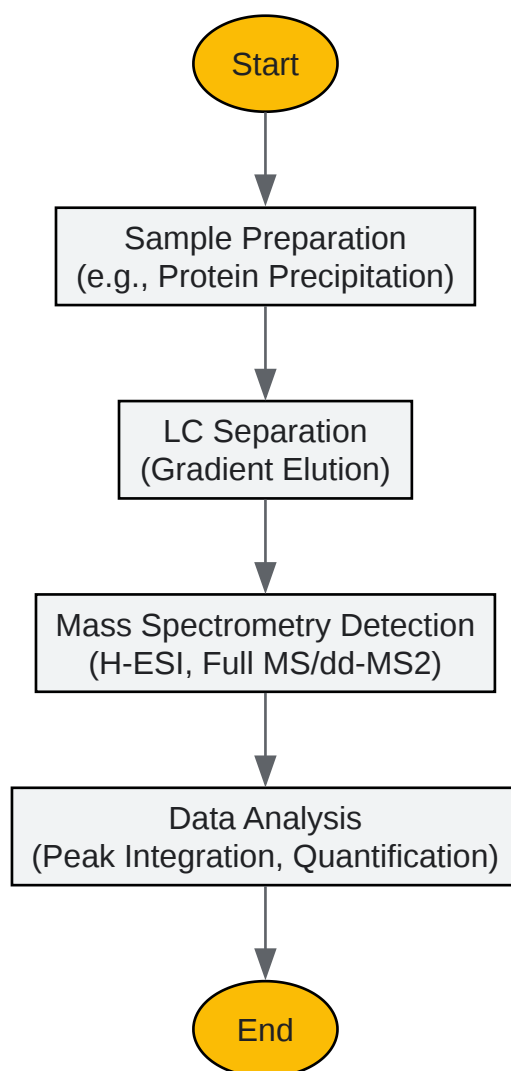 Start
Sample Preparation
(e.g., Protein Precipitation)
LC Separation
(Gradient Elution)
Mass Spectrometry Detection
(H-ESI, Full MS/dd-MS2)
Data Analysis
(Peak Integration, Quantification)
End